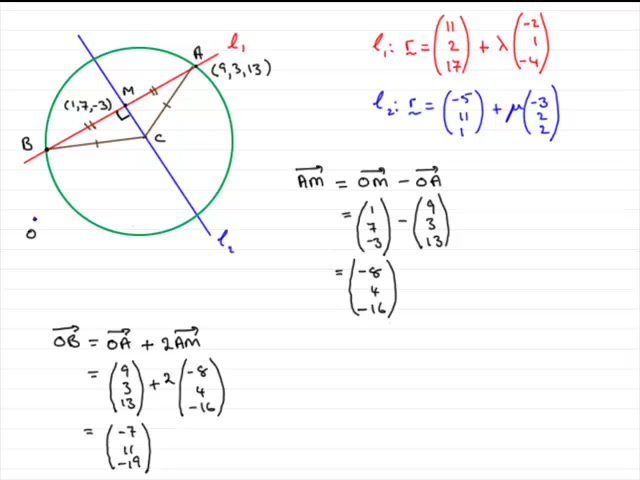 l₁: r = (11 2 17) + λ (-2 1 -4)
l₂: r = (-5 11 1) + μ (-3 2 2)
A l₁
(9,3,13)
M
(1,7,-3)
B
C
O
l₂
AM = OM - OA
= (1 7 -3) - (9 3 13)
= (-8 4 -16)
OB = OA + 2AM
= (9 3 13) + 2 (-8 4 -16)
= (-7 11 -19)